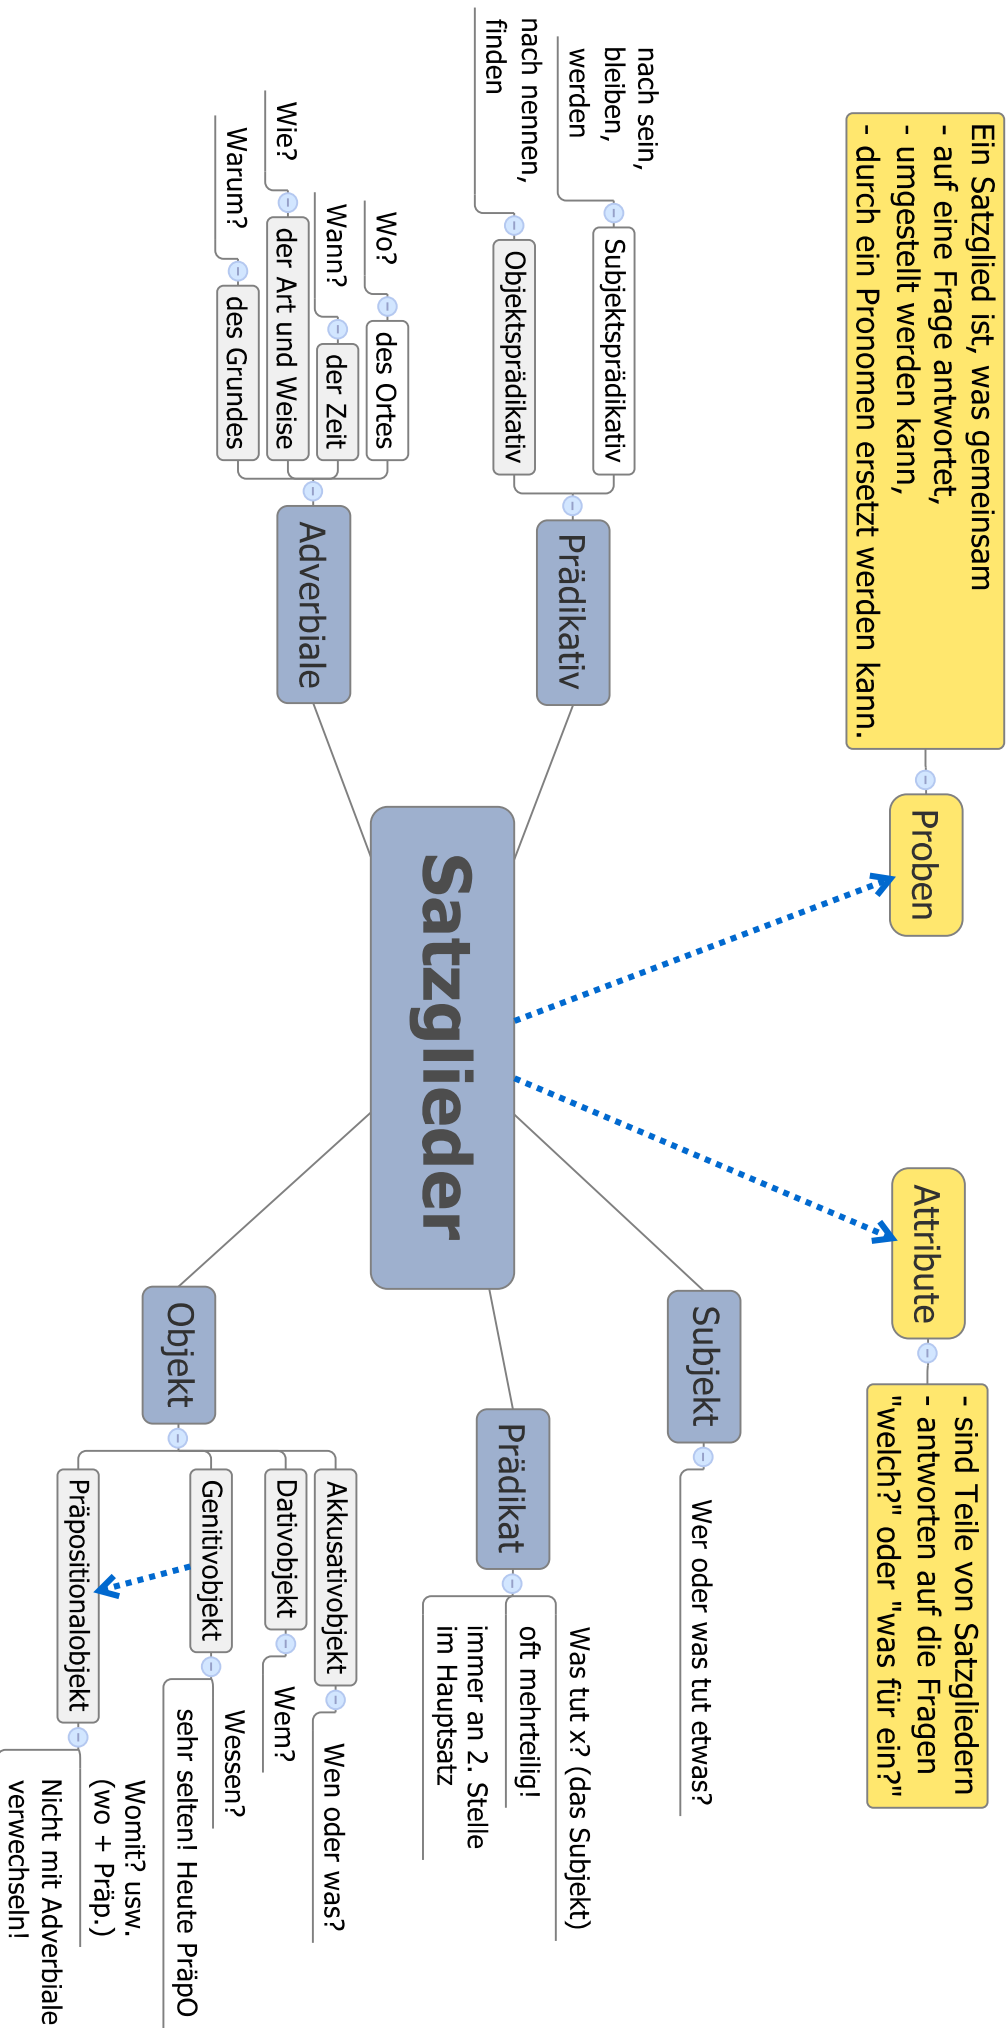 Ein Satzglied ist, was gemeinsam
- auf eine Frage antwortet,
- umgestellt werden kann,
- durch ein Pronomen ersetzt werden kann.
Proben
Attribute
- sind Teile von Satzgliedern
- antworten auf die Fragen
"welch?" oder "was für ein?"
Satzglieder
Prädikativ
Subjektsprädikativ
nach sein,
bleiben,
werden
Objektsprädikativ
nach nennen,
finden
Adverbiale
des Ortes
Wo?
der Zeit
Wann?
der Art und Weise
Wie?
des Grundes
Warum?
Subjekt
Wer oder was tut etwas?
Prädikat
Was tut x? (das Subjekt)
oft mehrteilig!
immer an 2. Stelle
im Hauptsatz
Objekt
Akkusativobjekt
Wen oder was?
Dativobjekt
Wem?
Genitivobjekt
Wessen?
sehr selten! Heute PräpO
Präpositionalobjekt
Womit? usw.
(wo + Präp.)
Nicht mit Adverbiale
verwechseln!